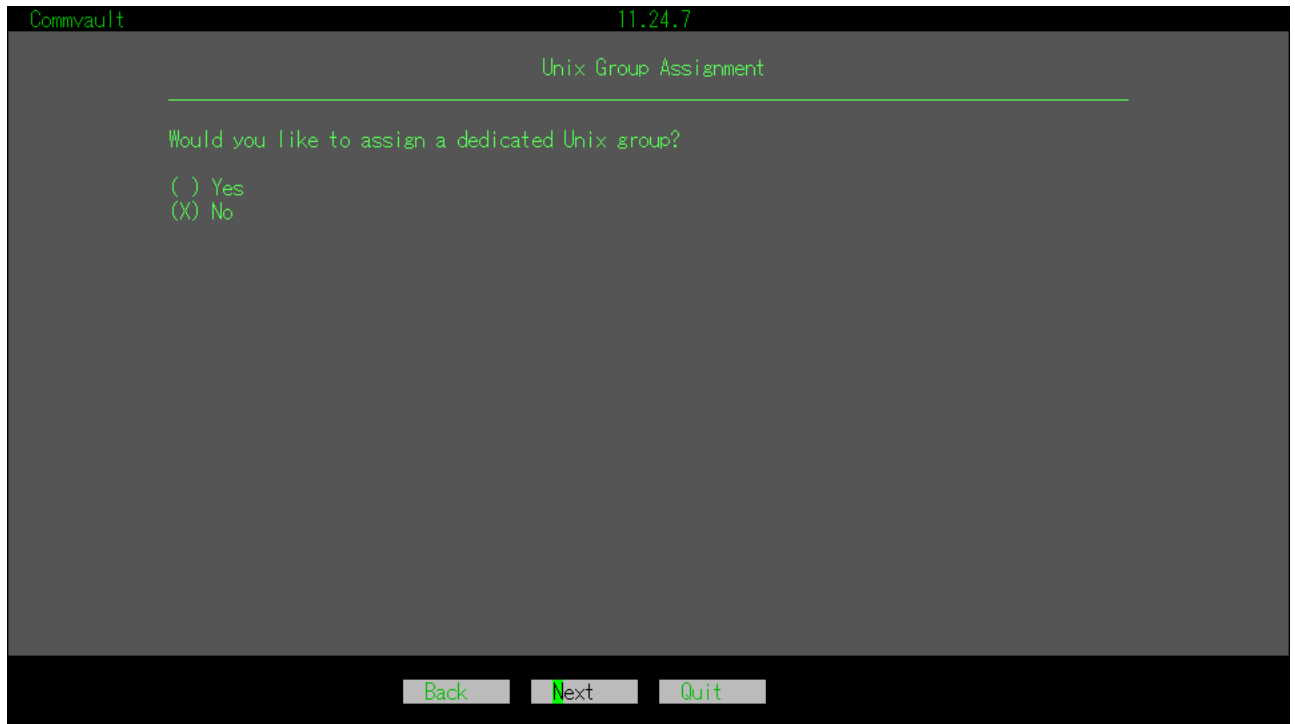 Commvault 11.24.7
Unix Group Assignment
Would you like to assign a dedicated Unix group?
( ) Yes
(X) No
Back Next Quit